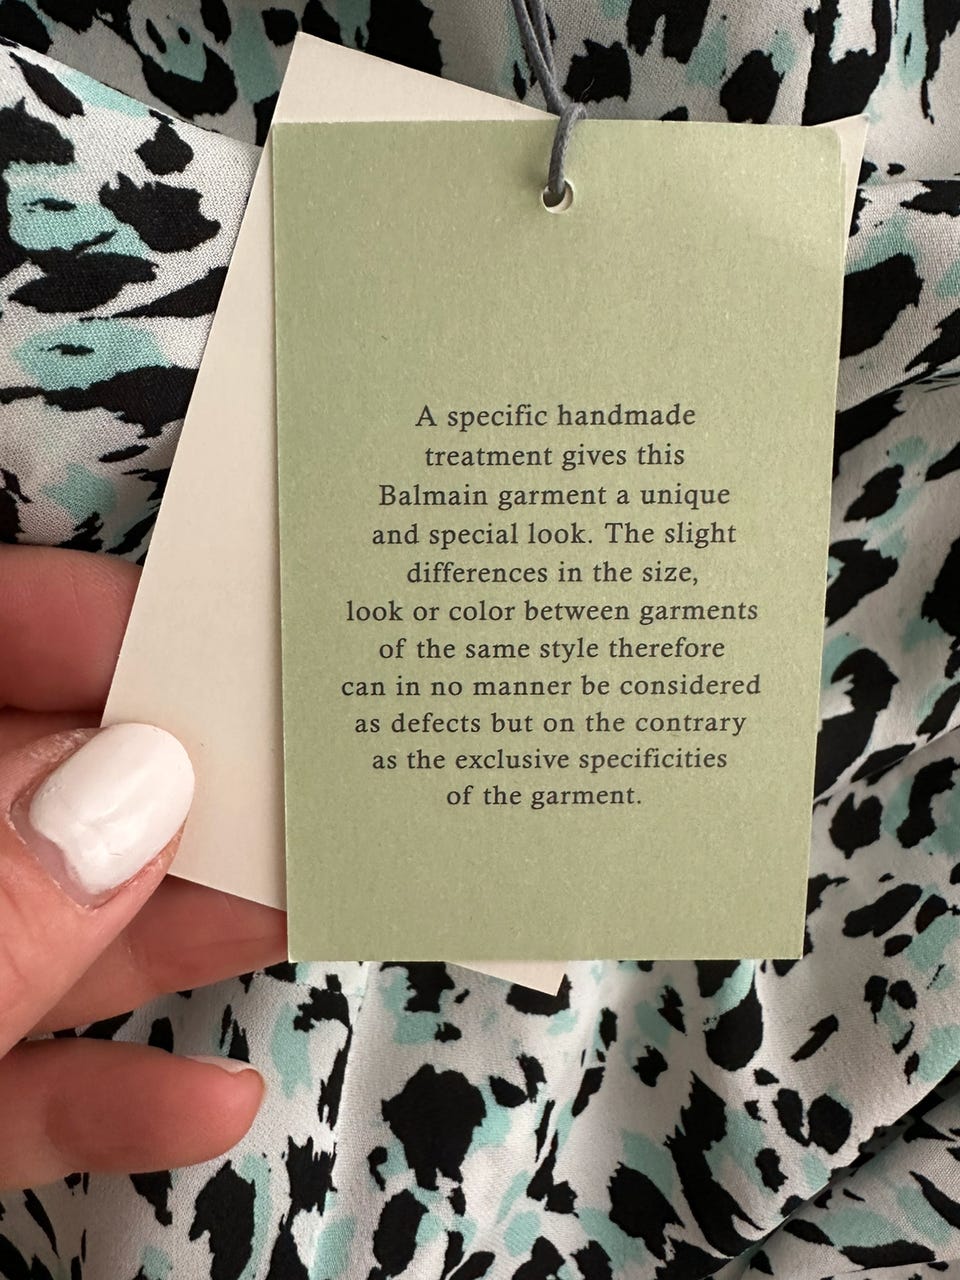 A specific handmade
treatment gives this
Balmain garment a unique
and special look. The slight
differences in the size,
look or color between garments
of the same style therefore
can in no manner be considered
as defects but on the contrary
as the exclusive specificities
of the garment.